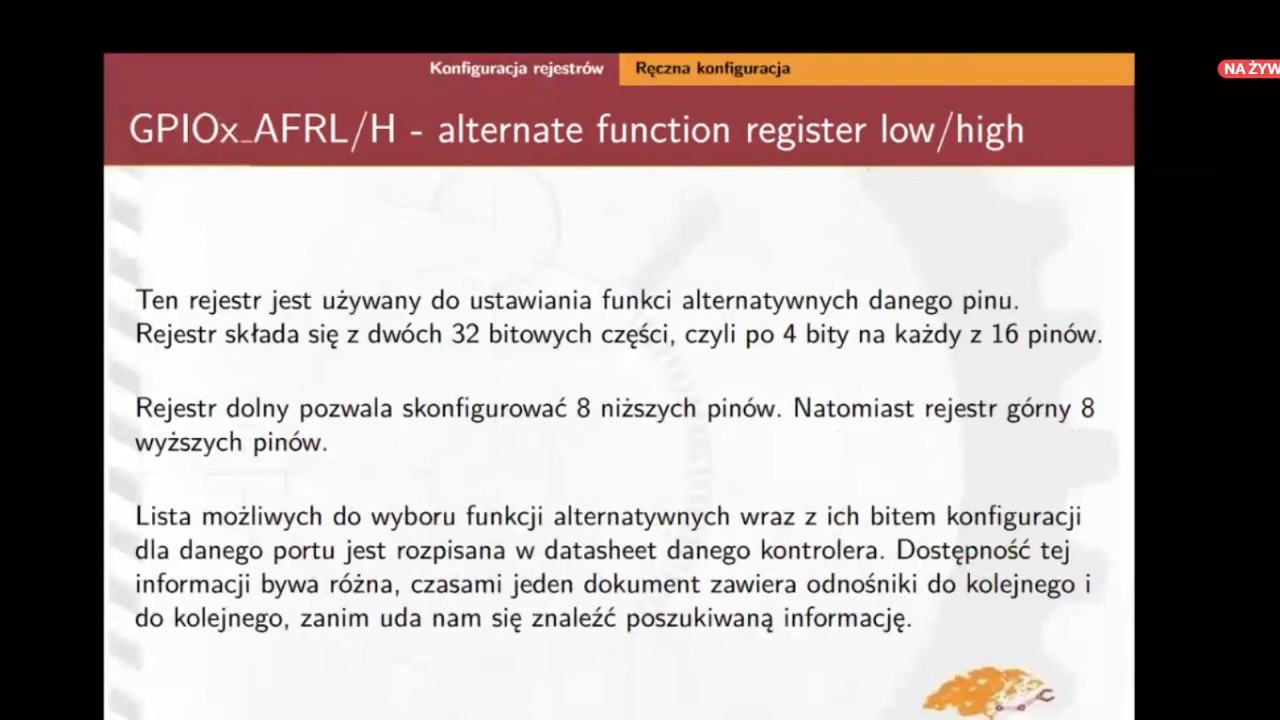 Konfiguracja rejestrów Ręczna konfiguracja
NA ŻYW
GPIOx_AFRL/H - alternate function register low/high
Ten rejestr jest używany do ustawiania funkci alternatywnych danego pinu.
Rejestr składa się z dwóch 32 bitowych części, czyli po 4 bity na każdy z 16 pinów.
Rejestr dolny pozwala skonfigurować 8 niższych pinów. Natomiast rejestr górny 8
wyższych pinów.
Lista możliwych do wyboru funkcji alternatywnych wraz z ich bitem konfiguracji
dla danego portu jest rozpisana w datasheet danego kontrolera. Dostępność tej
informacji bywa różna, czasami jeden dokument zawiera odnośniki do kolejnego i
do kolejnego, zanim uda nam się znaleźć poszukiwaną informację.